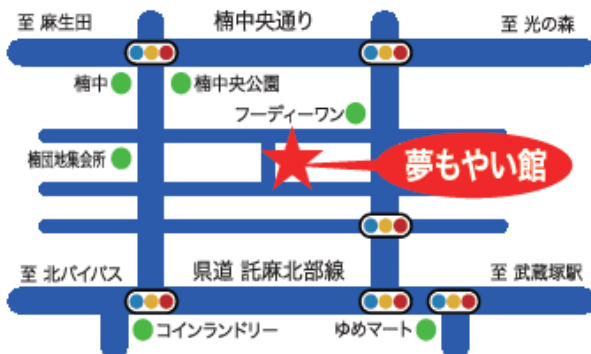 至 麻生田
楠中央通り
至 光の森
楠中
楠中央公園
フーディーワン
楠団地集会所
夢もやい館
至 北バイパス
県道 託麻北部線
至 武蔵塚駅
コインランドリー
ゆめマート